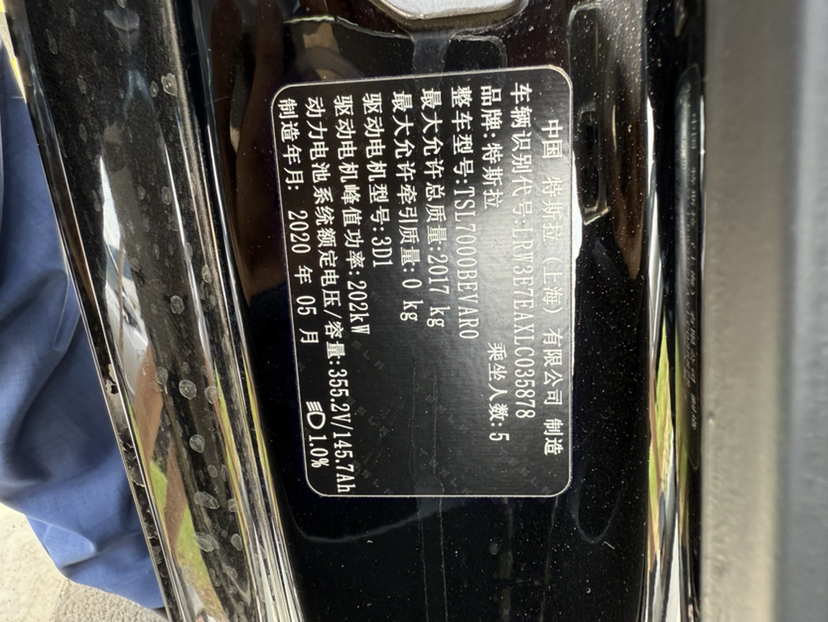 中国 特斯拉 (上海) 有限公司 制造
车辆识别代号:LRW3E7EAXLC035878
品牌:特斯拉 乘坐人数:5
整车型号:TSL7000BEVAR0
最大允许总质量:2017 kg
最大允许牵引质量:0 kg
驱动电机型号:3D1
驱动电机峰值功率:202kW
动力电池系统额定电压/容量:355.2V/145.7Ah
制造年月: 2020 年 05 月 1.0%